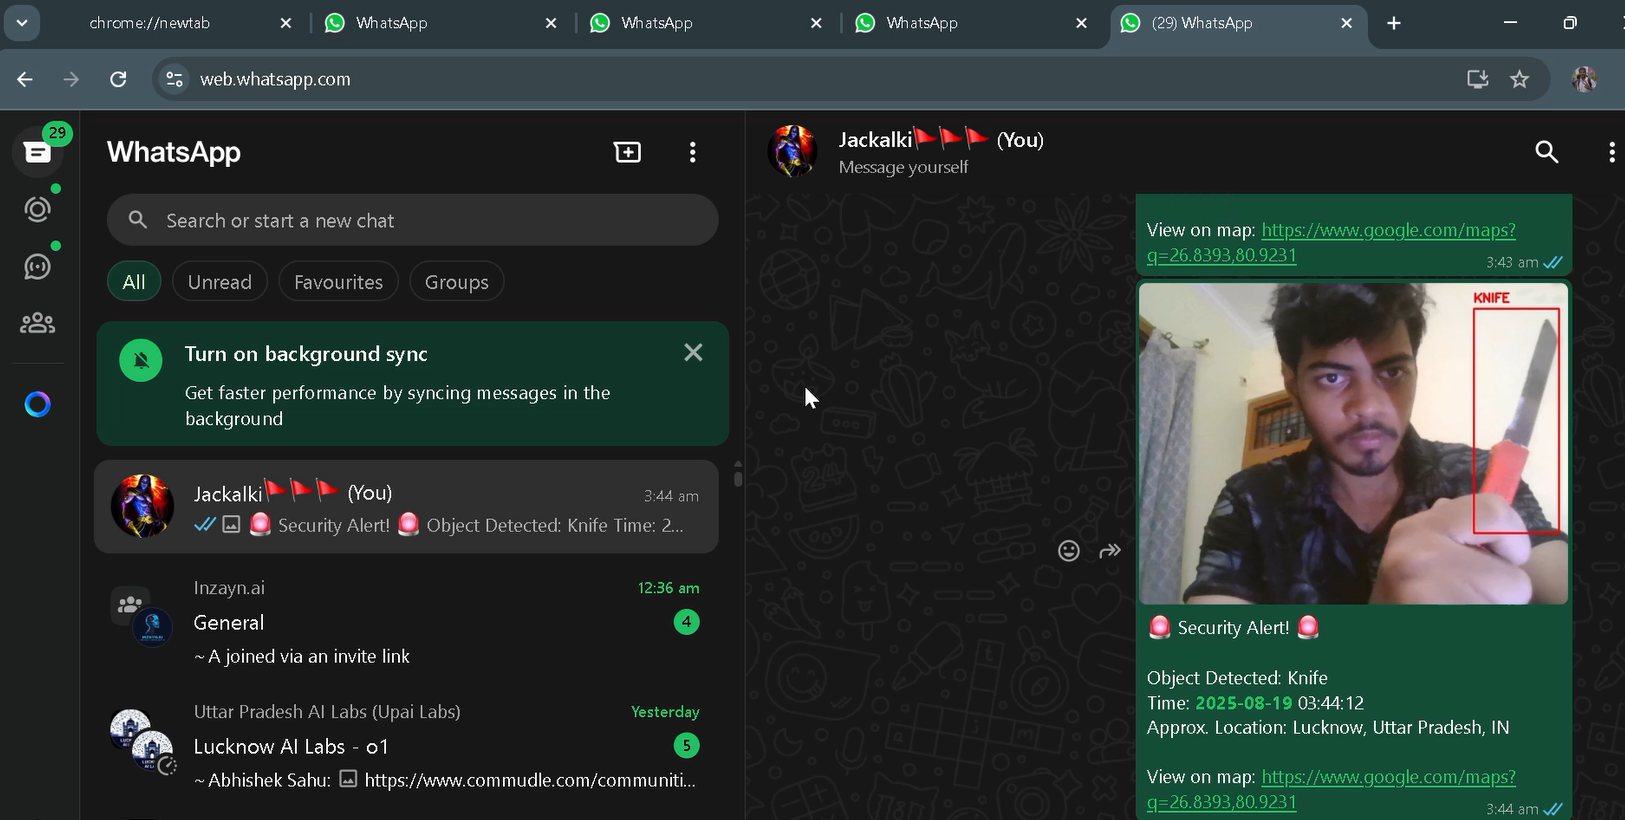 chrome://newtab
WhatsApp
WhatsApp
WhatsApp
(29) WhatsApp
web.whatsapp.com
29
WhatsApp
Search or start a new chat
All
Unread
Favourites
Groups
Turn on background sync
Get faster performance by syncing messages in the
background
Jackalki🚩🚩🚩 (You)
3:44 am
🚨 Security Alert! 🚨 Object Detected: Knife Time: 2...
Inzayn.ai
12:36 am
General
4
~ A joined via an invite link
Uttar Pradesh AI Labs (Upai Labs)
Yesterday
Lucknow AI Labs - o1
5
~ Abhishek Sahu: https://www.commudle.com/communiti...
Jackalki🚩🚩🚩 (You)
Message yourself
View on map: https://www.google.com/maps?
q=26.8393,80.9231
3:43 am
KNIFE
🚨 Security Alert! 🚨
Object Detected: Knife
Time: 2025-08-19 03:44:12
Approx. Location: Lucknow, Uttar Pradesh, IN
View on map: https://www.google.com/maps?
q=26.8393,80.9231
3:44 am